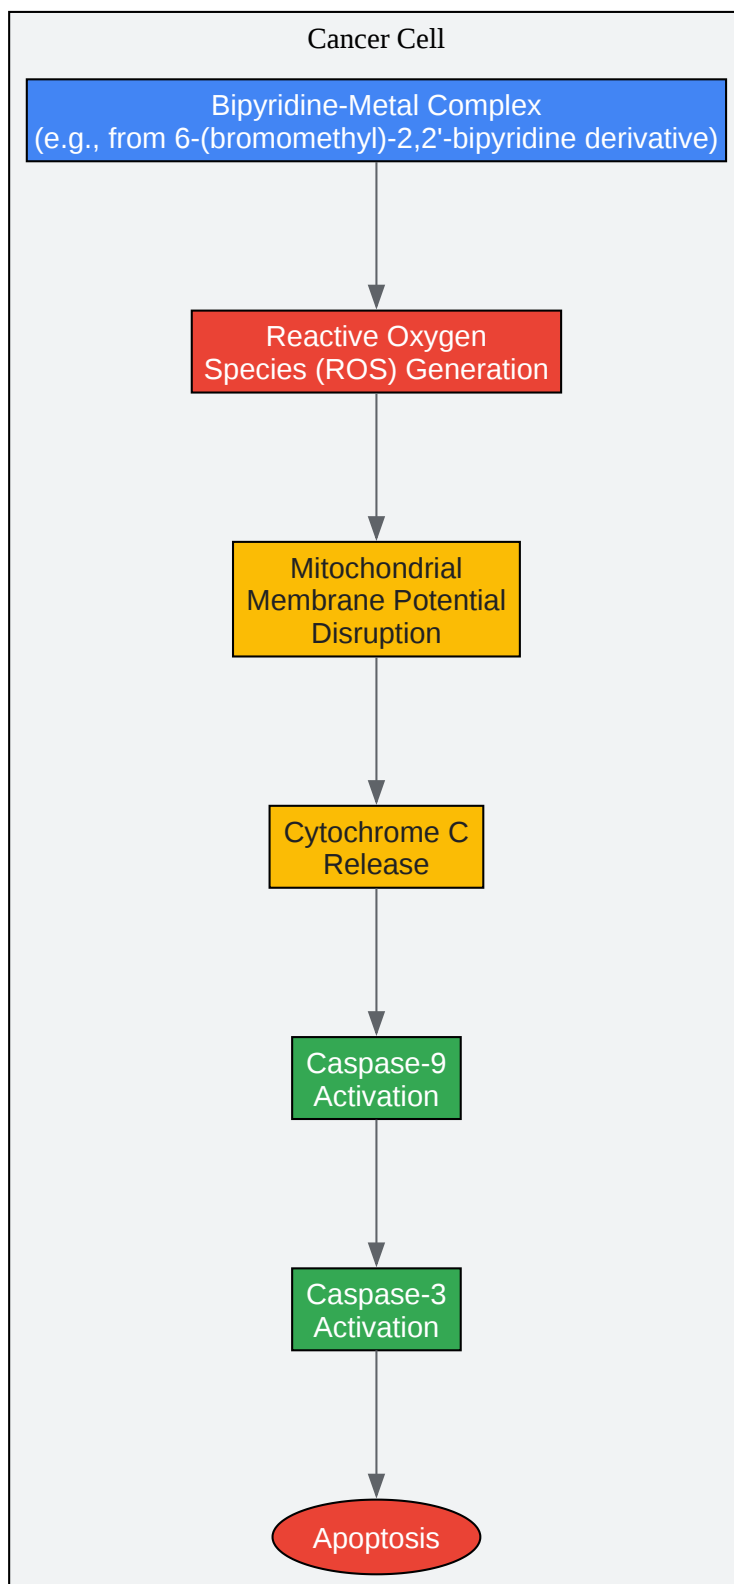 Cancer Cell
Bipyridine-Metal Complex
(e.g., from 6-(bromomethyl)-2,2'-bipyridine derivative)
Reactive Oxygen
Species (ROS) Generation
Mitochondrial
Membrane Potential
Disruption
Cytochrome C
Release
Caspase-9
Activation
Caspase-3
Activation
Apoptosis